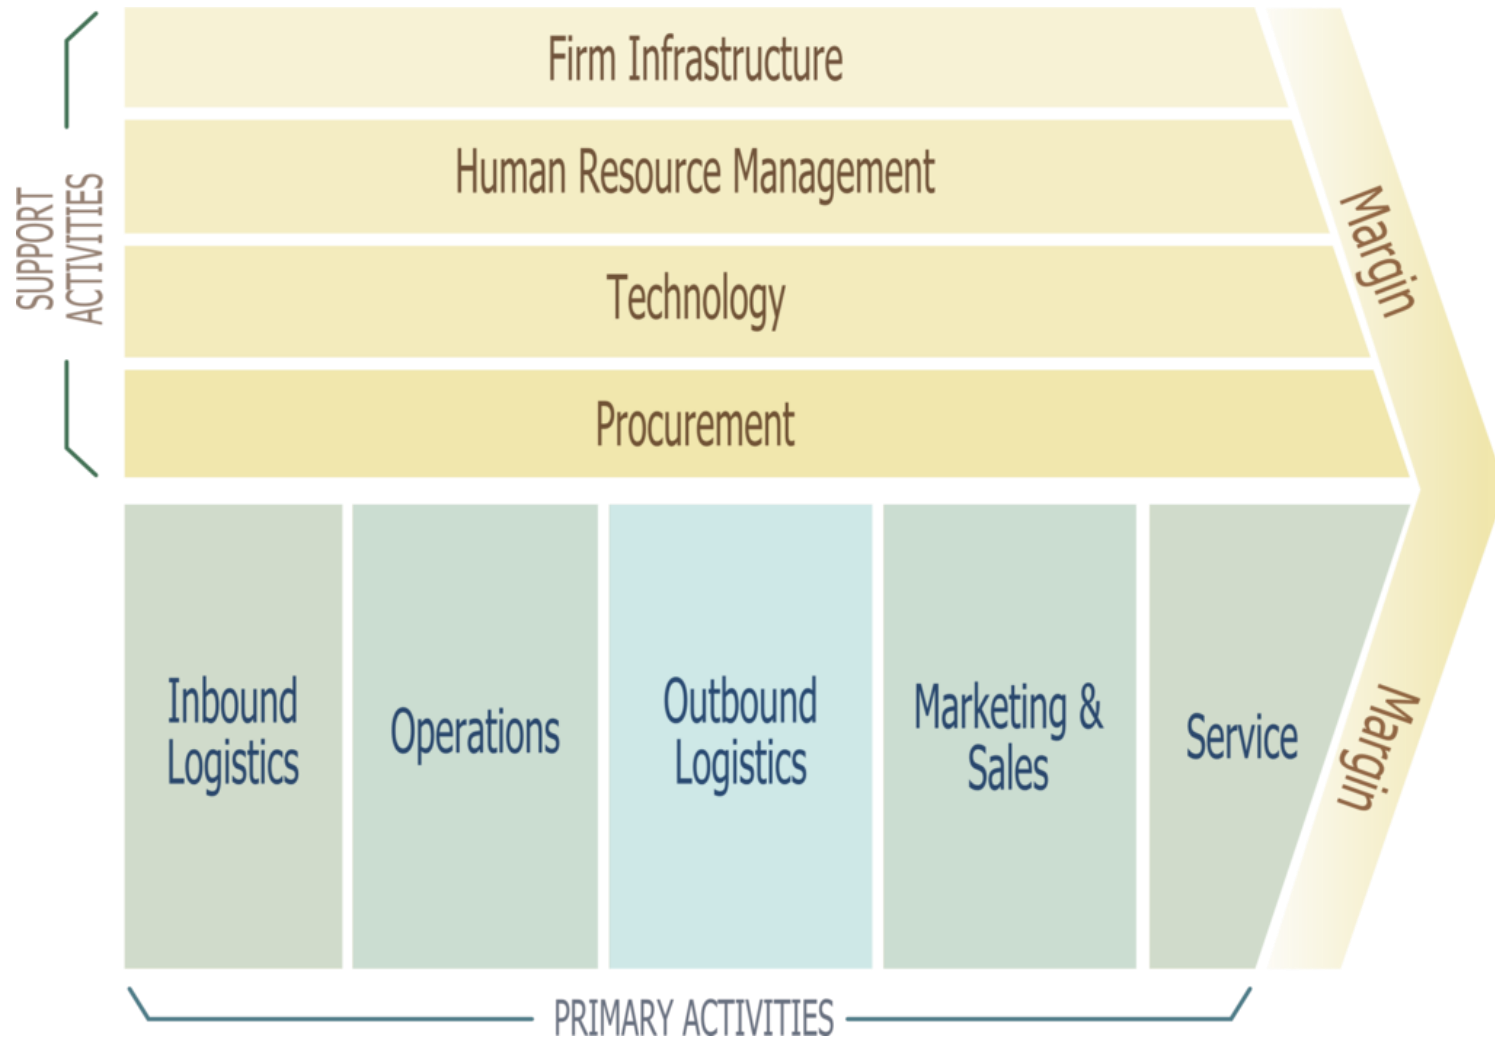 Firm Infrastructure
Human Resource Management
Technology
Procurement
SUPPORT
ACTIVITIES
Margin
Inbound
Logistics
Operations
Outbound
Logistics
Marketing &
Sales
Service
Margin
PRIMARY ACTIVITIES